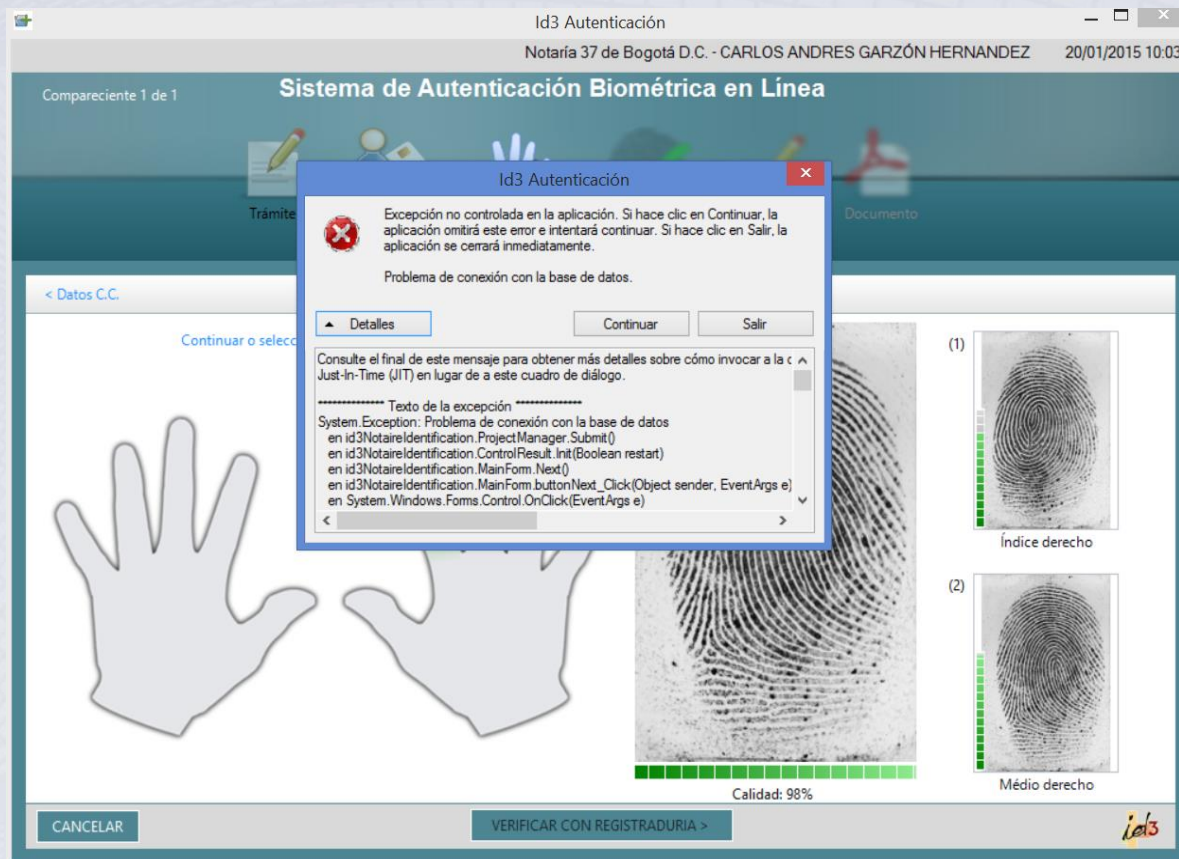 Id3 Autenticación
Notaría 37 de Bogotá D.C. - CARLOS ANDRES GARZÓN HERNANDEZ 20/01/2015 10:03
Compareciente 1 de 1
Sistema de Autenticación Biométrica en Línea
Trámite
Documento
Id3 Autenticación
Excepción no controlada en la aplicación. Si hace clic en Continuar, la
aplicación omitirá este error e intentará continuar. Si hace clic en Salir, la
aplicación se cerrará inmediatamente.
Problema de conexión con la base de datos.
Detalles Continuar Salir
Consulte el final de este mensaje para obtener más detalles sobre cómo invocar a la
Just-In-Time (JIT) en lugar de a este cuadro de diálogo.
************** Texto de la excepción **************
System.Exception: Problema de conexión con la base de datos
en id3NotaireIdentification.ProjectManager.Submit()
en id3NotaireIdentification.ControlResult.Init(Boolean restart)
en id3NotaireIdentification.MainForm.Next()
en id3NotaireIdentification.MainForm.buttonNext_Click(Object sender, EventArgs e)
en System.Windows.Forms.Control.OnClick(EventArgs e)
< Datos C.C.
Continuar o selecc
(1)
Índice derecho
(2)
Médio derecho
Calidad: 98%
CANCELAR
VERIFICAR CON REGISTRADURIA >
id3